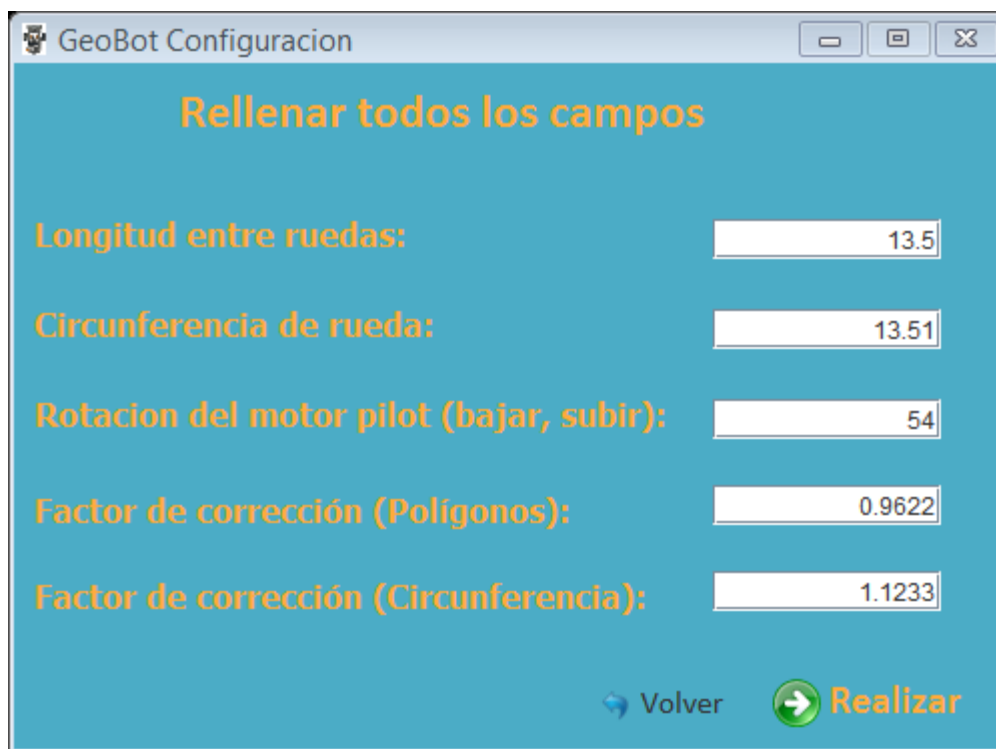 GeoBot Configuracion
Rellenar todos los campos
Longitud entre ruedas: 13.5
Circunferencia de rueda: 13.51
Rotacion del motor pilot (bajar, subir): 54
Factor de corrección (Polígonos): 0.9622
Factor de corrección (Circunferencia): 1.1233
Volver Realizar